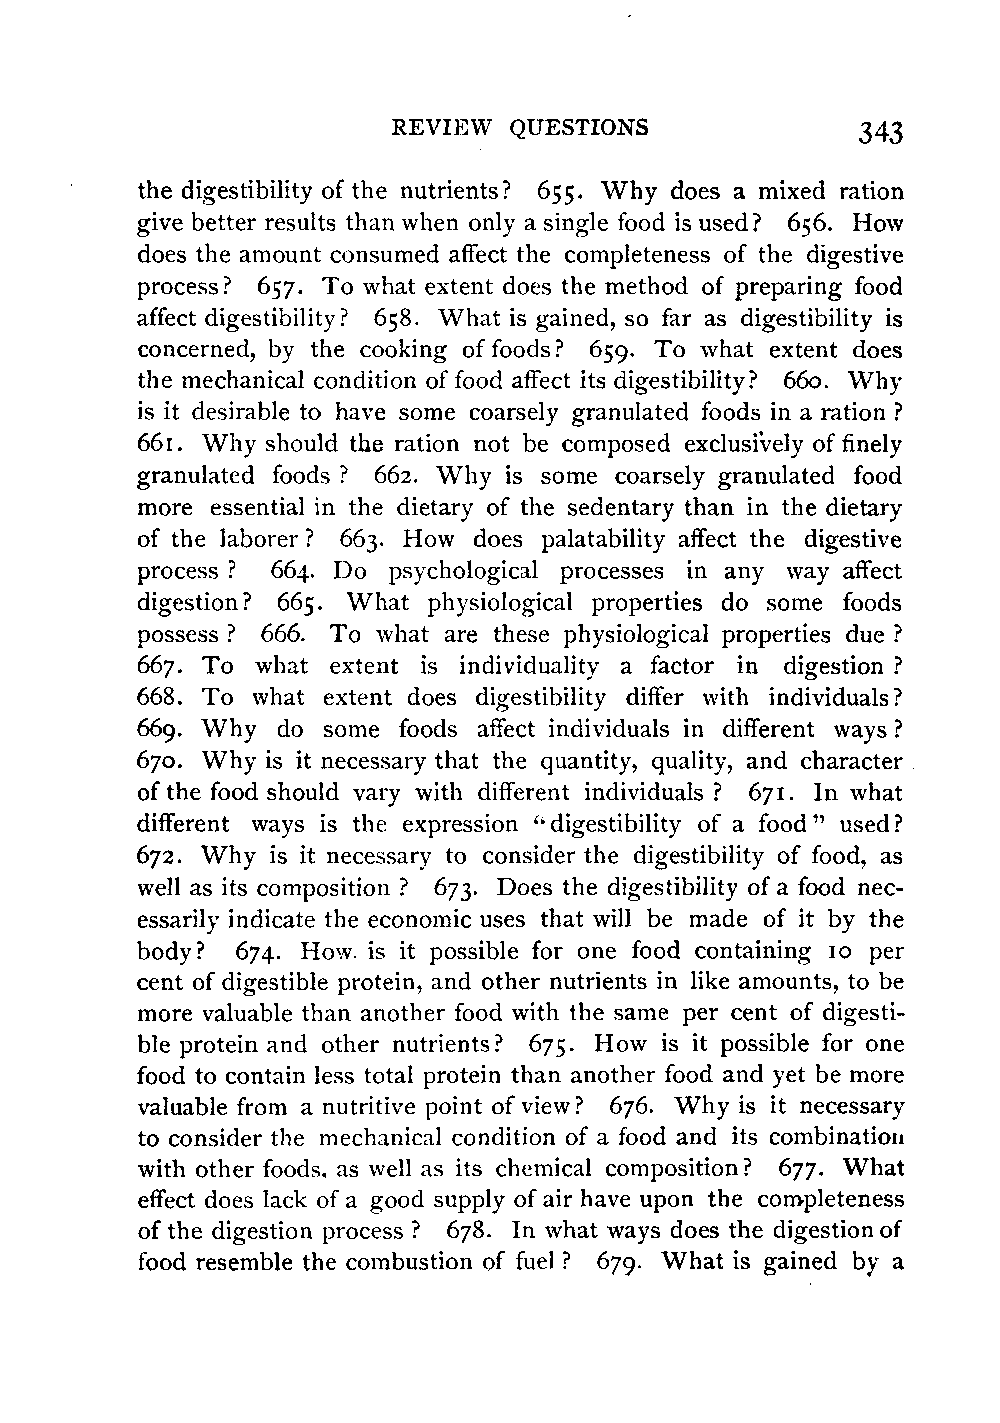 REVIEW QUESTIONS 343
the digestibility of the nutrients? 655. Why does a mixed ration
give better results than when only a single food is used? 656. How
does the amount consumed affect the completeness of the digestive
process? 657. To what extent does the method of preparing food
affect digestibility? 658. What is gained, so far as digestibility is
concerned, by the cooking of foods? 659. To what extent does
the mechanical condition of food affect its digestibility? 660. Why
is it desirable to have some coarsely granulated foods in a ration ?
661. Why should the ration not be composed exclusively of finely
granulated foods ? 662. Why is some coarsely granulated food
more essential in the dietary of the sedentary than in the dietary
of the laborer ? 663. How does palatability affect the digestive
process ? 664. Do psychological processes in any way affect
digestion? 665. What physiological properties do some foods
possess ? 666. To what are these physiological properties due ?
667. To what extent is individuality a factor in digestion ?
668. To what extent does digestibility differ with individuals?
669. Why do some foods affect individuals in different ways ?
670. Why is it necessary that the quantity, quality, and character
of the food should vary with different individuals ? 671. In what
different ways is the expression “digestibility of a food” used?
672. Why is it necessary to consider the digestibility of food, as
well as its composition ? 673. Does the digestibility of a food nec-
essarily indicate the economic uses that will be made of it by the
body? 674. How. is it possible for one food containing 10 per
cent of digestible protein, and other nutrients in like amounts, to be
more valuable than another food with the same per cent of digesti-
ble protein and other nutrients? 675. How is it possible for one
food to contain less total protein than another food and yet be more
valuable from a nutritive point of view? 676. Why is it necessary
to consider the mechanical condition of a food and its combination
with other foods, as well as its chemical composition? 677. What
effect does lack of a good supply of air have upon the completeness
of the digestion process ? 678. In what ways does the digestion of
food resemble the combustion of fuel ? 679. What is gained by a